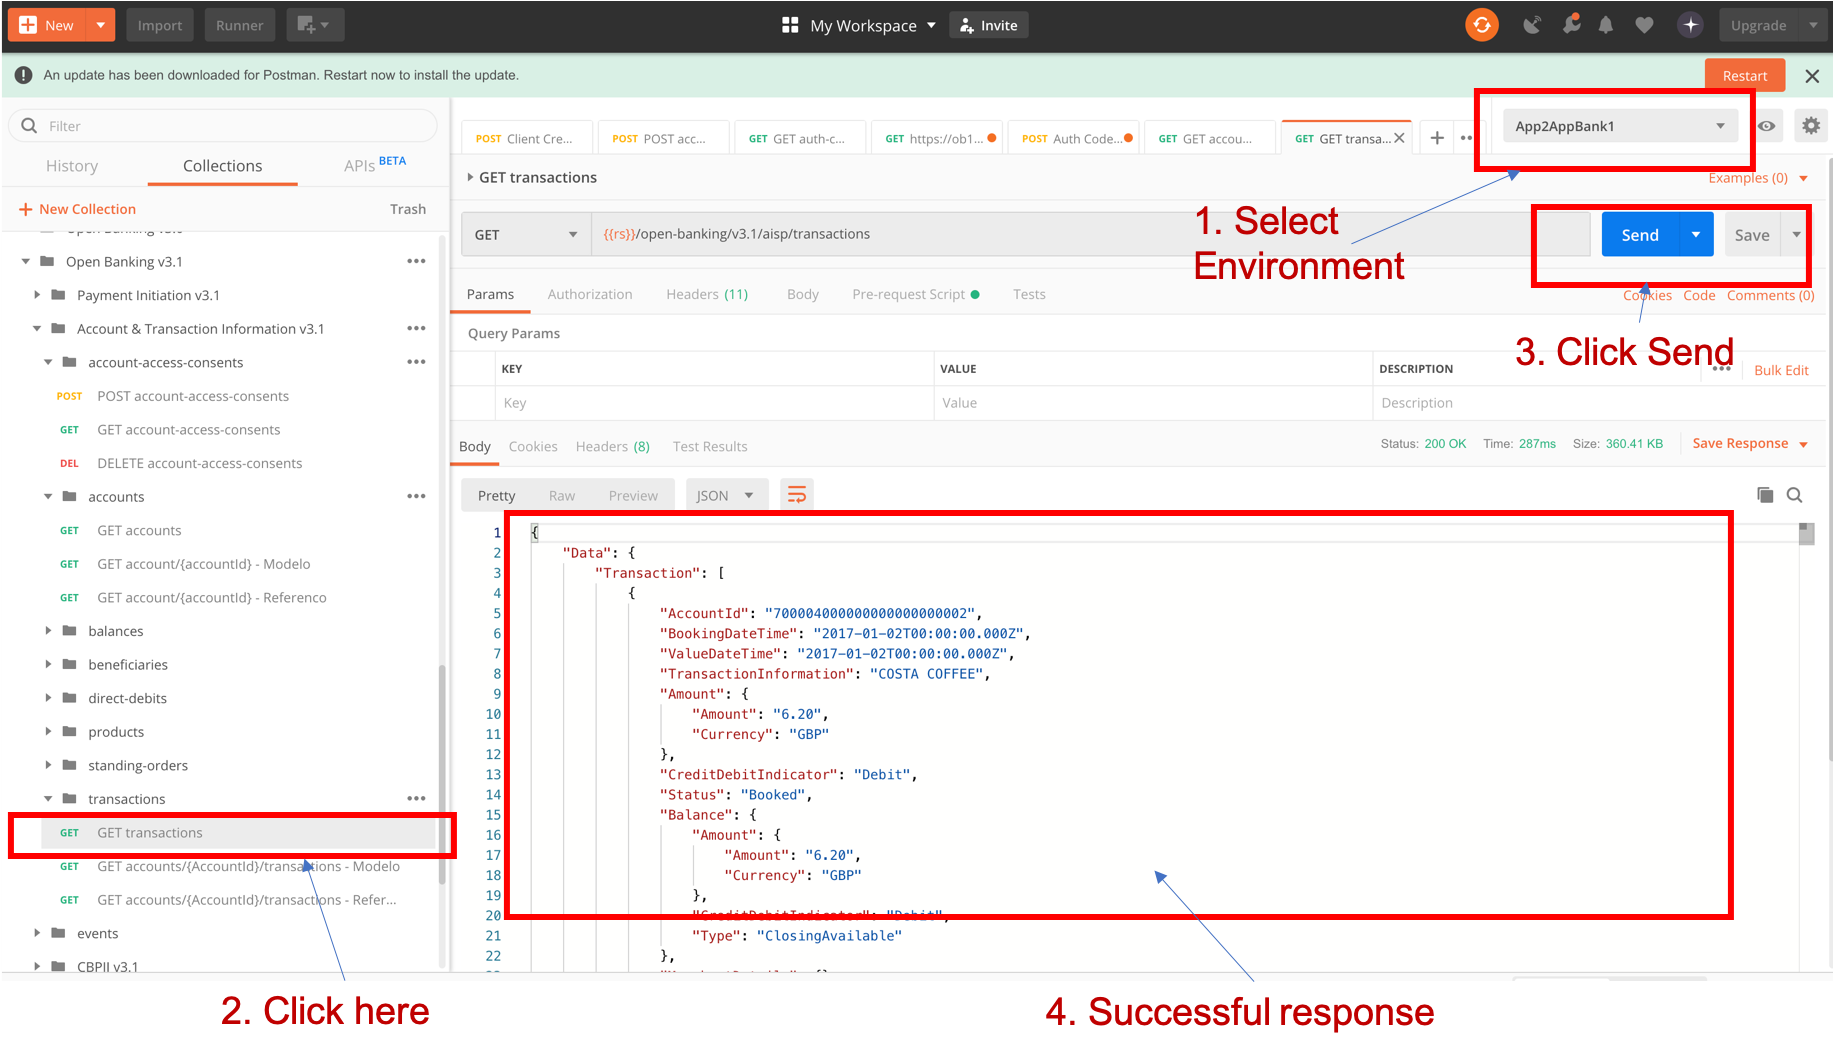 New
Import
Runner
My Workspace
Invite
Upgrade
An update has been downloaded for Postman. Restart now to install the update.
Restart
Filter
History
Collections
APIs BETA
New Collection
Trash
Open Banking v3.1
Payment Initiation v3.1
Account & Transaction Information v3.1
account-access-consents
POST POST account-access-consents
GET GET account-access-consents
DEL DELETE account-access-consents
accounts
GET GET accounts
GET GET account/{accountId} - Modelo
GET GET account/{accountId} - Referenco
balances
beneficiaries
direct-debits
products
standing-orders
transactions
GET GET transactions
GET GET accounts/{AccountId}/transactions - Modelo
GET GET accounts/{AccountId}/transactions - Refer...
events
CBPII v3.1
2. Click here
POST Client Cre...
POST POST acc...
GET GET auth-c...
GET https://ob1...
POST Auth Code...
GET GET accou...
GET GET transa...
App2AppBank1
GET transactions
Examples (0)
1. Select
Environment
GET
{{rs}}/open-banking/v3.1/aisp/transactions
Send
Save
Params
Authorization
Headers (11)
Body
Pre-request Script
Tests
Cookies
Code
Comments (0)
3. Click Send
Query Params
KEY
VALUE
DESCRIPTION
Bulk Edit
Key
Value
Description
Body
Cookies
Headers (8)
Test Results
Status: 200 OK
Time: 287ms
Size: 360.41 KB
Save Response
Pretty
Raw
Preview
JSON
1 {
2 "Data": {
3 "Transaction": [
4 {
5 "AccountId": "700004000000000000000002",
6 "BookingDateTime": "2017-01-02T00:00:00.000Z",
7 "ValueDateTime": "2017-01-02T00:00:00.000Z",
8 "TransactionInformation": "COSTA COFFEE",
9 "Amount": {
10 "Amount": "6.20",
11 "Currency": "GBP"
12 },
13 "CreditDebitIndicator": "Debit",
14 "Status": "Booked",
15 "Balance": {
16 "Amount": {
17 "Amount": "6.20",
18 "Currency": "GBP"
19 },
20 "CreditDebitIndicator": "Debit",
21 "Type": "ClosingAvailable"
22 },
4. Successful response